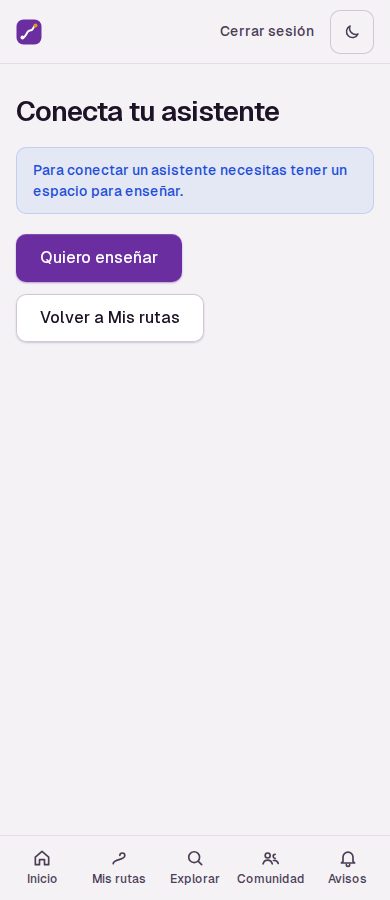 Cerrar sesión
Conecta tu asistente
Para conectar un asistente necesitas tener un
espacio para enseñar.
Quiero enseñar
Volver a Mis rutas
Inicio
Mis rutas
Explorar
Comunidad
Avisos